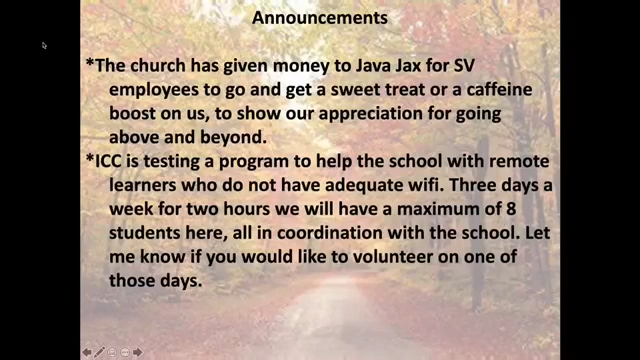 Announcements
*The church has given money to Java Jax for SV
employees to go and get a sweet treat or a caffeine
boost on us, to show our appreciation for going
above and beyond.
*ICC is testing a program to help the school with remote
learners who do not have adequate wifi. Three days a
week for two hours we will have a maximum of 8
students here, all in coordination with the school. Let
me know if you would like to volunteer on one of
those days.